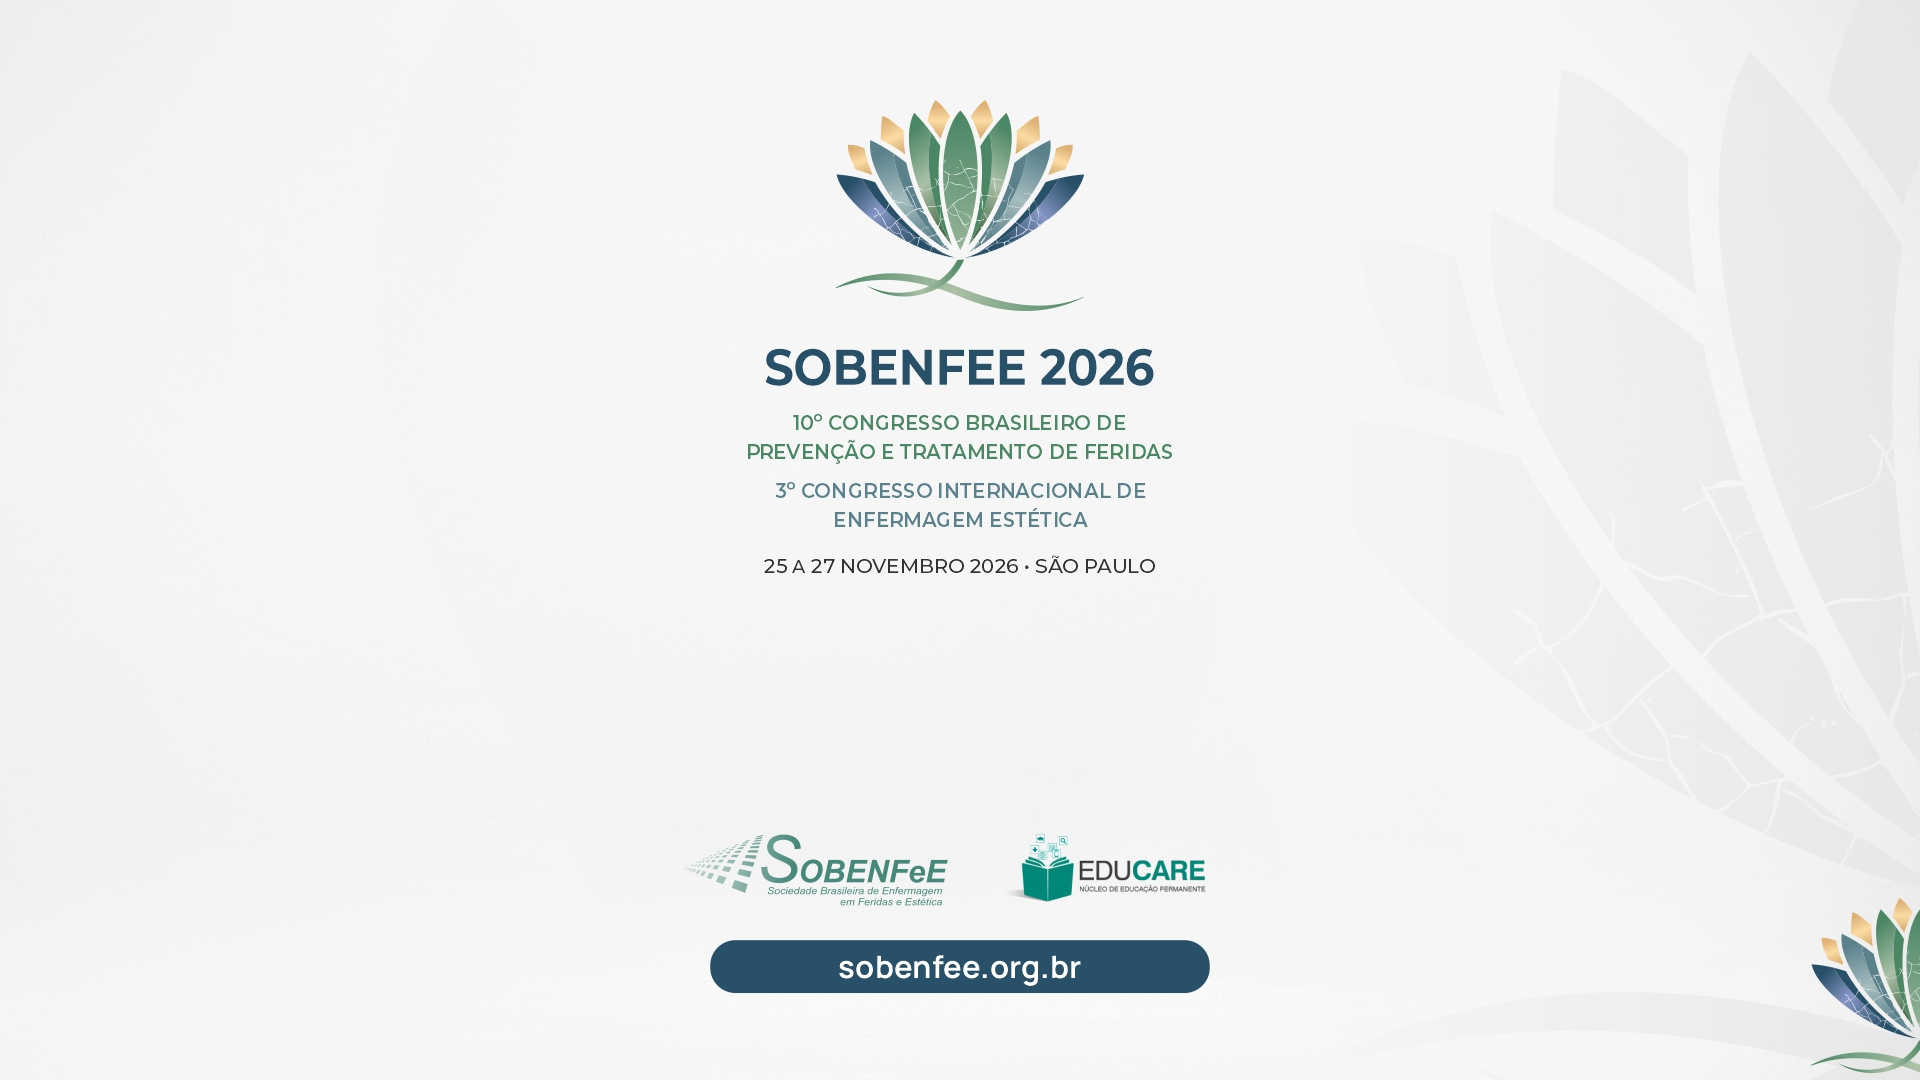 SOBENFEE 2026
10º CONGRESSO BRASILEIRO DE
PREVENÇÃO E TRATAMENTO DE FERIDAS
3º CONGRESSO INTERNACIONAL DE
ENFERMAGEM ESTÉTICA
25 A 27 NOVEMBRO 2026 • SÃO PAULO
SOBENFeE
Sociedade Brasileira de Enfermagem
em Feridas e Estética
EDUCARE
NÚCLEO DE EDUCAÇÃO PERMANENTE
sobenfee.org.br